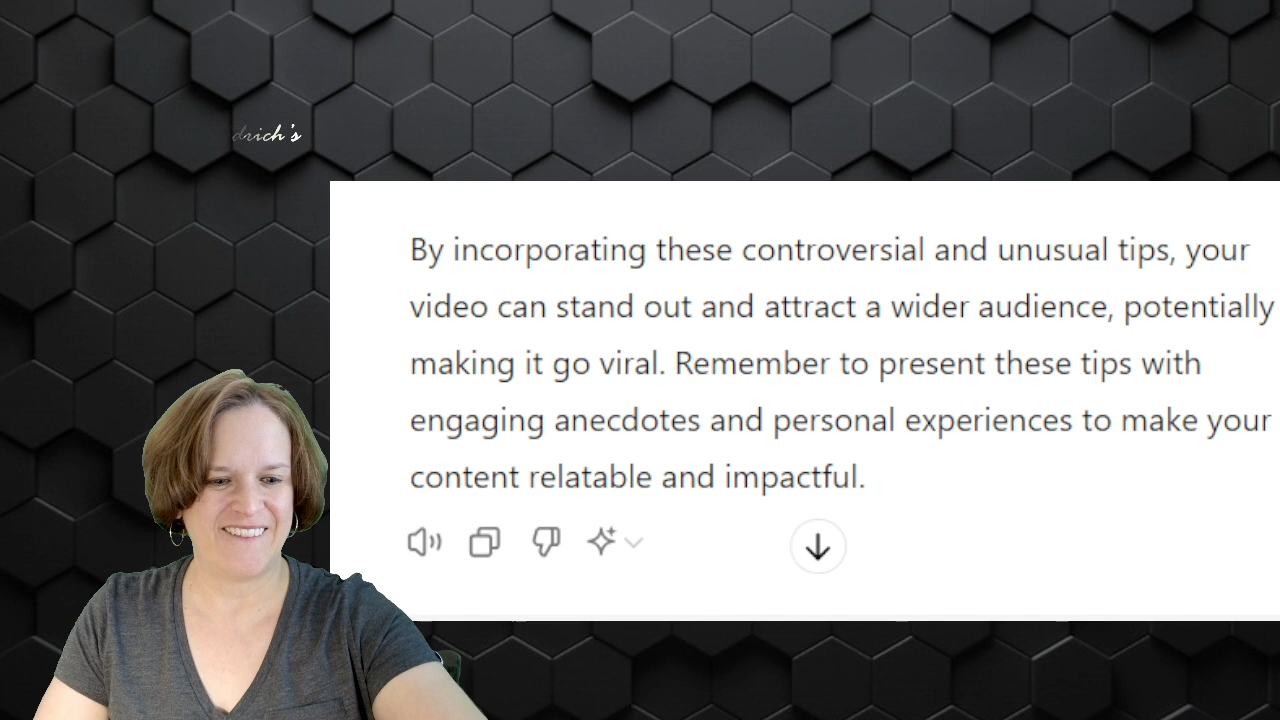 drich's
By incorporating these controversial and unusual tips, your
video can stand out and attract a wider audience, potentially
making it go viral. Remember to present these tips with
engaging anecdotes and personal experiences to make your
content relatable and impactful.